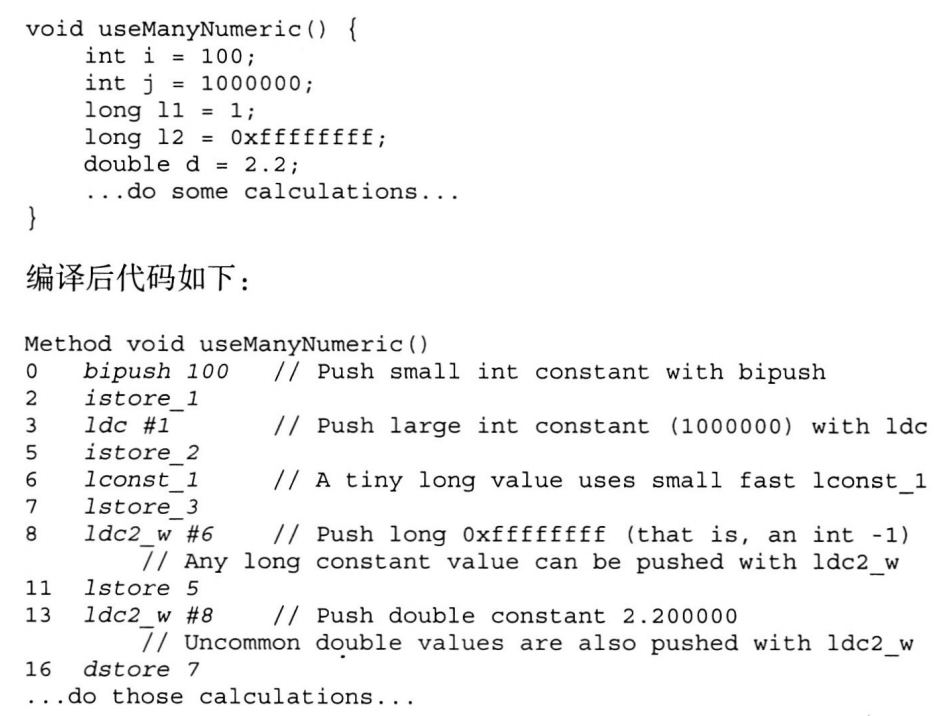 void useManyNumeric() {
    int i = 100;
    int j = 1000000;
    long l1 = 1;
    long l2 = 0xffffffff;
    double d = 2.2;
    ...do some calculations...
}
编译后代码如下：
Method void useManyNumeric()
0   bipush 100   // Push small int constant with bipush
2   istore_1
3   ldc #1       // Push large int constant (1000000) with ldc
5   istore_2
6   lconst_1     // A tiny long value uses small fast lconst_1
7   lstore_3
8   ldc2_w #6    // Push long 0xffffffff (that is, an int -1)
        // Any long constant value can be pushed with ldc2_w
11  lstore 5
13  ldc2_w #8    // Push double constant 2.200000
        // Uncommon double values are also pushed with ldc2_w
16  dstore 7
...do those calculations...